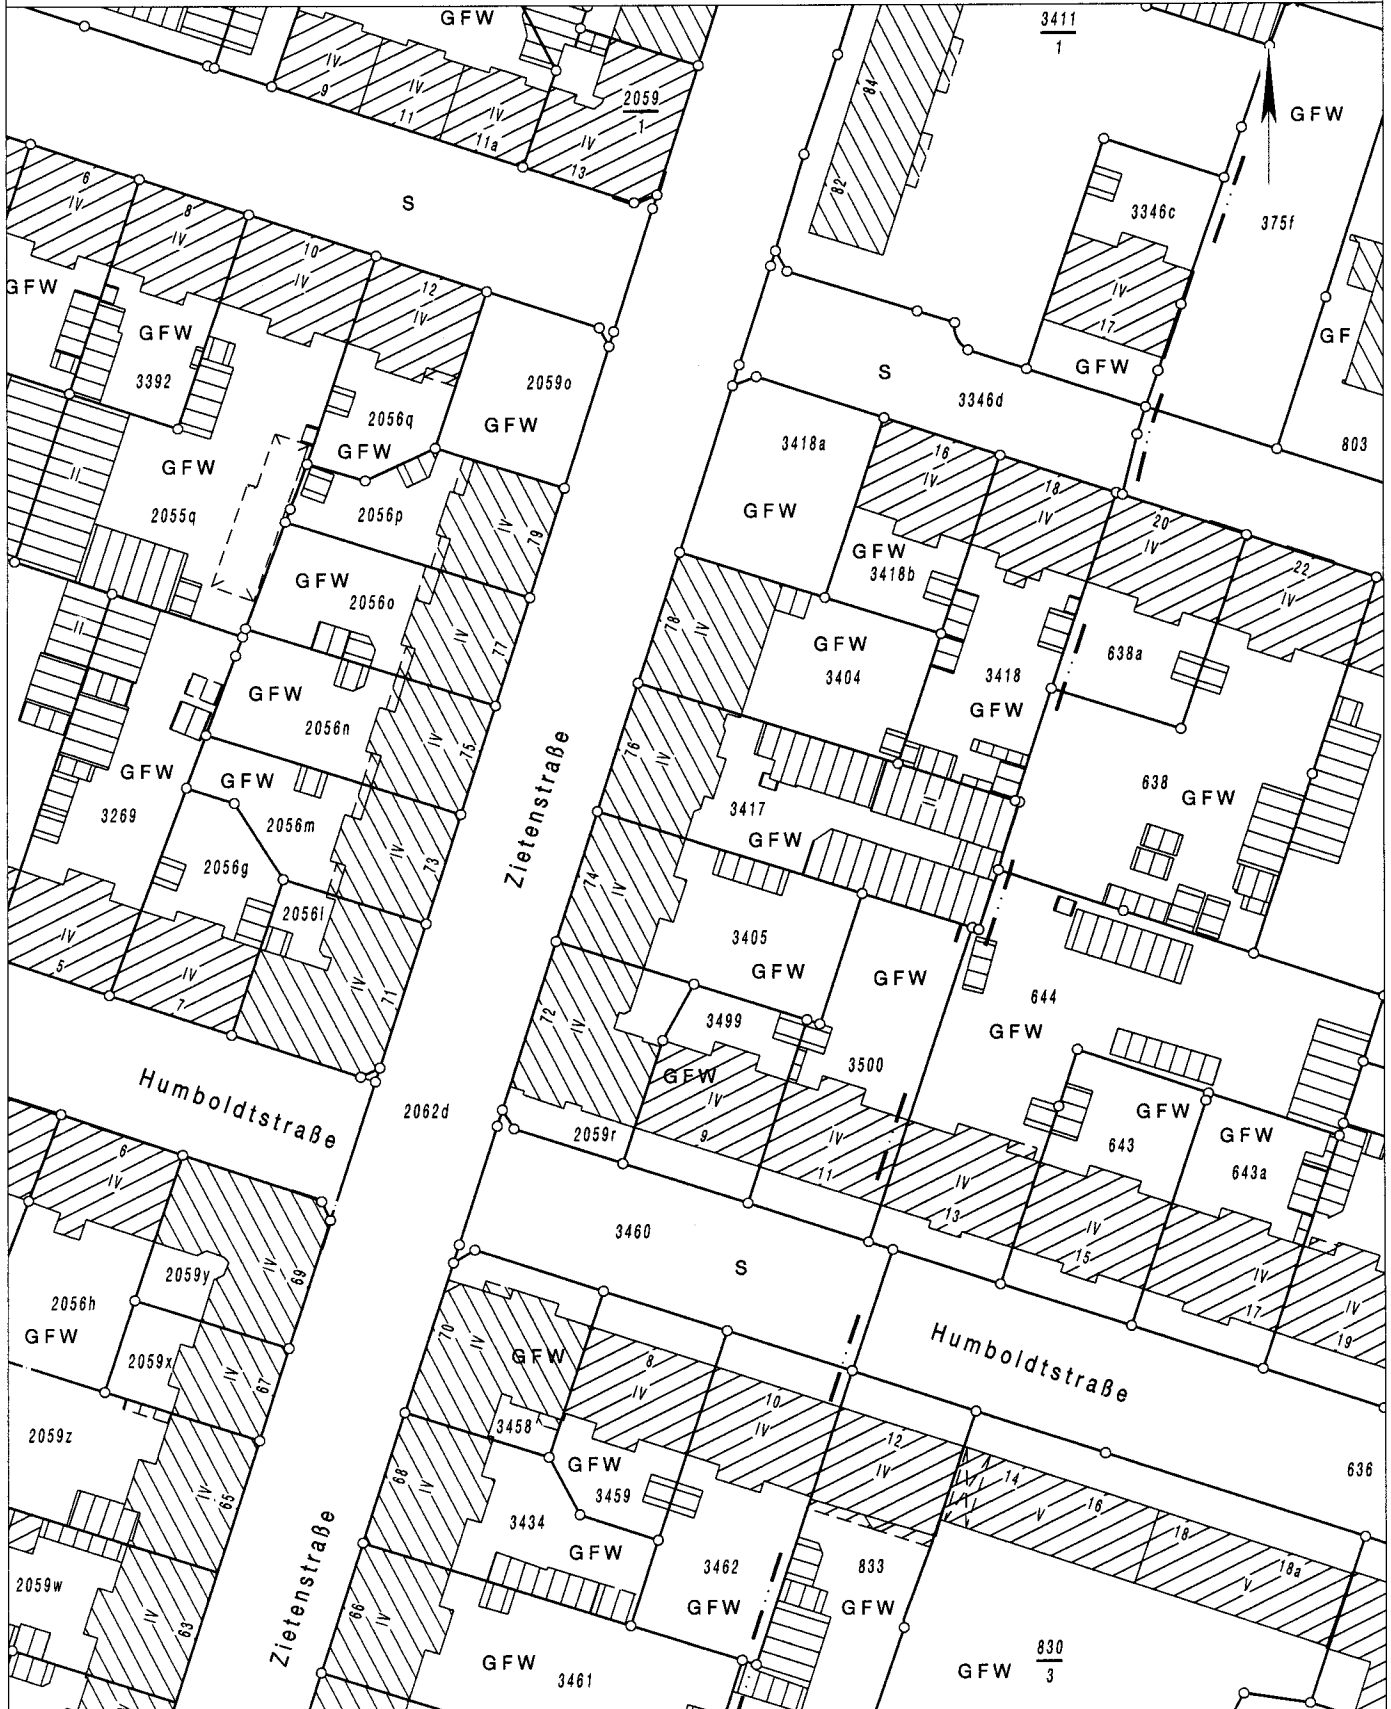 GFW
3411
1
IV
9
IV
11
IV
11a
2059
1
IV
13
84
82
GFW
6
IV
8
IV
10
IV
12
IV
S
3346c
375f
IV
17
GFW
GFW
GFW
3392
2059o
GFW
2056q
GFW
S
3346d
GF
803
GFW
2055q
II
2056p
IV
79
3418a
GFW
16
IV
18
IV
20
IV
22
IV
GFW
3418b
GFW
2056o
IV
77
78
IV
GFW
3404
3418
GFW
638a
II
GFW
2056n
IV
75
Zietenstraße
76
IV
3417
GFW
II
638
GFW
GFW
3269
GFW
2056m
2056g
IV
73
74
IV
2056l
3405
GFW
GFW
644
GFW
IV
5
IV
7
IV
71
72
IV
3499
GFW
3500
IV
9
IV
11
IV
13
GFW
643
GFW
643a
IV
15
IV
17
IV
19
Humboldtstraße
2062d
2059r
6
IV
IV
69
2059y
2056h
GFW
2059x
IV
67
3460
S
Humboldtstraße
70
IV
GFW
8
IV
10
IV
12
IV
14
V
16
18
18a
V
636
2059z
IV
65
68
IV
3458
GFW
3459
3434
GFW
3462
GFW
833
GFW
2059w
IV
63
Zietenstraße
66
IV
GFW
3461
GFW
830
3